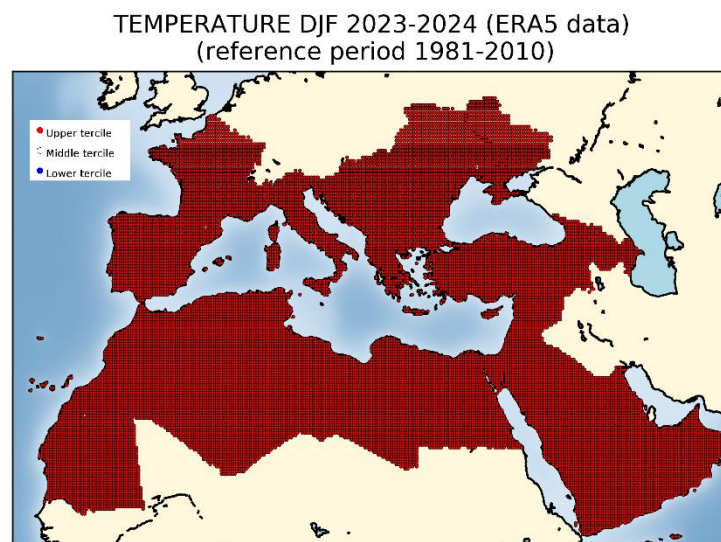 TEMPERATURE DJF 2023-2024 (ERA5 data)
(reference period 1981-2010)
Upper tercile
Middle tercile
Lower tercile